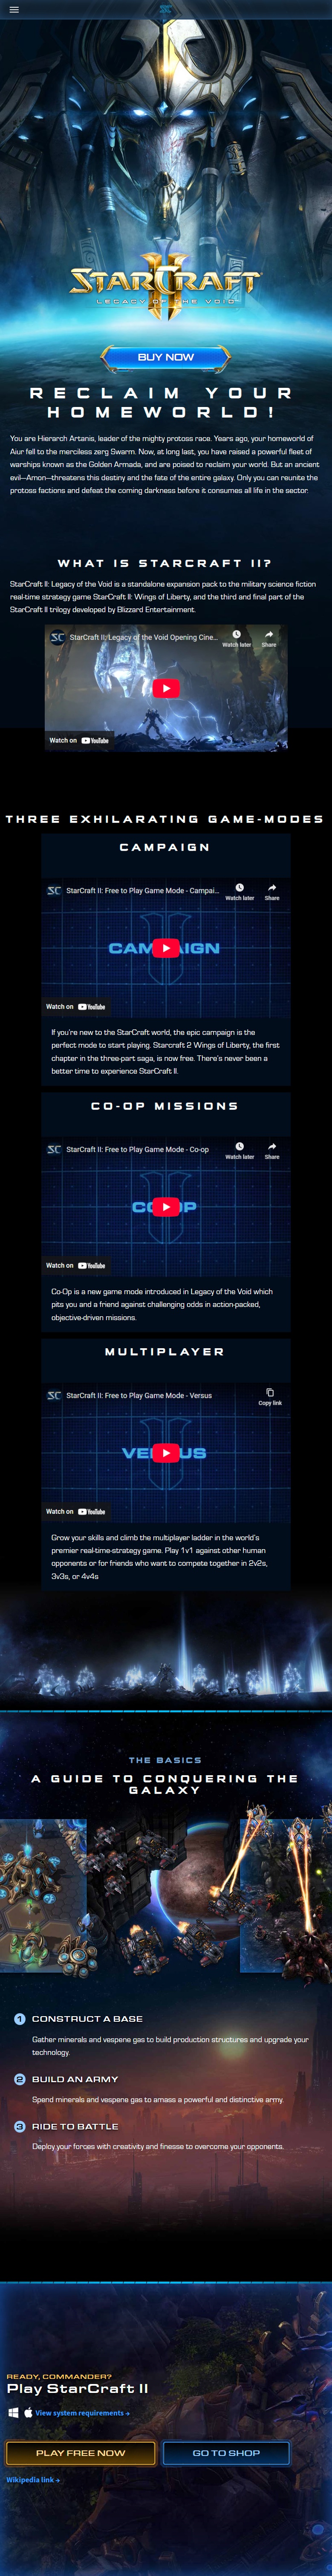 STARCRAFT
II
LEGACY OF THE VOID
BUY NOW
RECLAIM YOUR
HOMEWORLD!
You are Hierarch Artanis, leader of the mighty protoss race. Years ago, your homeworld of
Aiur fell to the merciless zerg Swarm. Now, at long last, you have raised a powerful fleet of
warships known as the Golden Armada, and are poised to reclaim your world. But an ancient
evil—Amon—threatens this destiny and the fate of the entire galaxy. Only you can reunite the
protoss factions and defeat the coming darkness before it consumes all life in the sector.
WHAT IS STARCRAFT II?
StarCraft II: Legacy of the Void is a standalone expansion pack to the military science fiction
real-time strategy game StarCraft II: Wings of Liberty, and the third and final part of the
StarCraft II trilogy developed by Blizzard Entertainment.
SC
StarCraft II: Legacy of the Void Opening Cine...
Watch later
Share
Watch on YouTube
THREE EXHILARATING GAME-MODES
CAMPAIGN
SC
StarCraft II: Free to Play Game Mode - Campai...
Watch later
Share
CAMPAIGN
Watch on YouTube
If you're new to the StarCraft world, the epic campaign is the
perfect mode to start playing. Starcraft 2 Wings of Liberty, the first
chapter in the three-part saga, is now free. There's never been a
better time to experience StarCraft II.
CO-OP MISSIONS
SC
StarCraft II: Free to Play Game Mode - Co-op
Watch later
Share
Watch on YouTube
Co-Op is a new game mode introduced in Legacy of the Void which
pits you and a friend against challenging odds in action-packed,
objective-driven missions.
MULTIPLAYER
SC
StarCraft II: Free to Play Game Mode - Versus
Copy link
VERSUS
Watch on YouTube
Grow your skills and climb the multiplayer ladder in the world's
premier real-time-strategy game. Play 1v1 against other human
opponents or for friends who want to compete together in 2v2s,
3v3s, or 4v4s
THE BASICS
A GUIDE TO CONQUERING THE
GALAXY
1 CONSTRUCT A BASE
Gather minerals and vespene gas to build production structures and upgrade your
technology.
2 BUILD AN ARMY
Spend minerals and vespene gas to amass a powerful and distinctive army.
3 RIDE TO BATTLE
Deploy your forces with creativity and finesse to overcome your opponents.
READY, COMMANDER?
Play StarCraft II
View system requirements →
PLAY FREE NOW
GO TO SHOP
Wikipedia link →